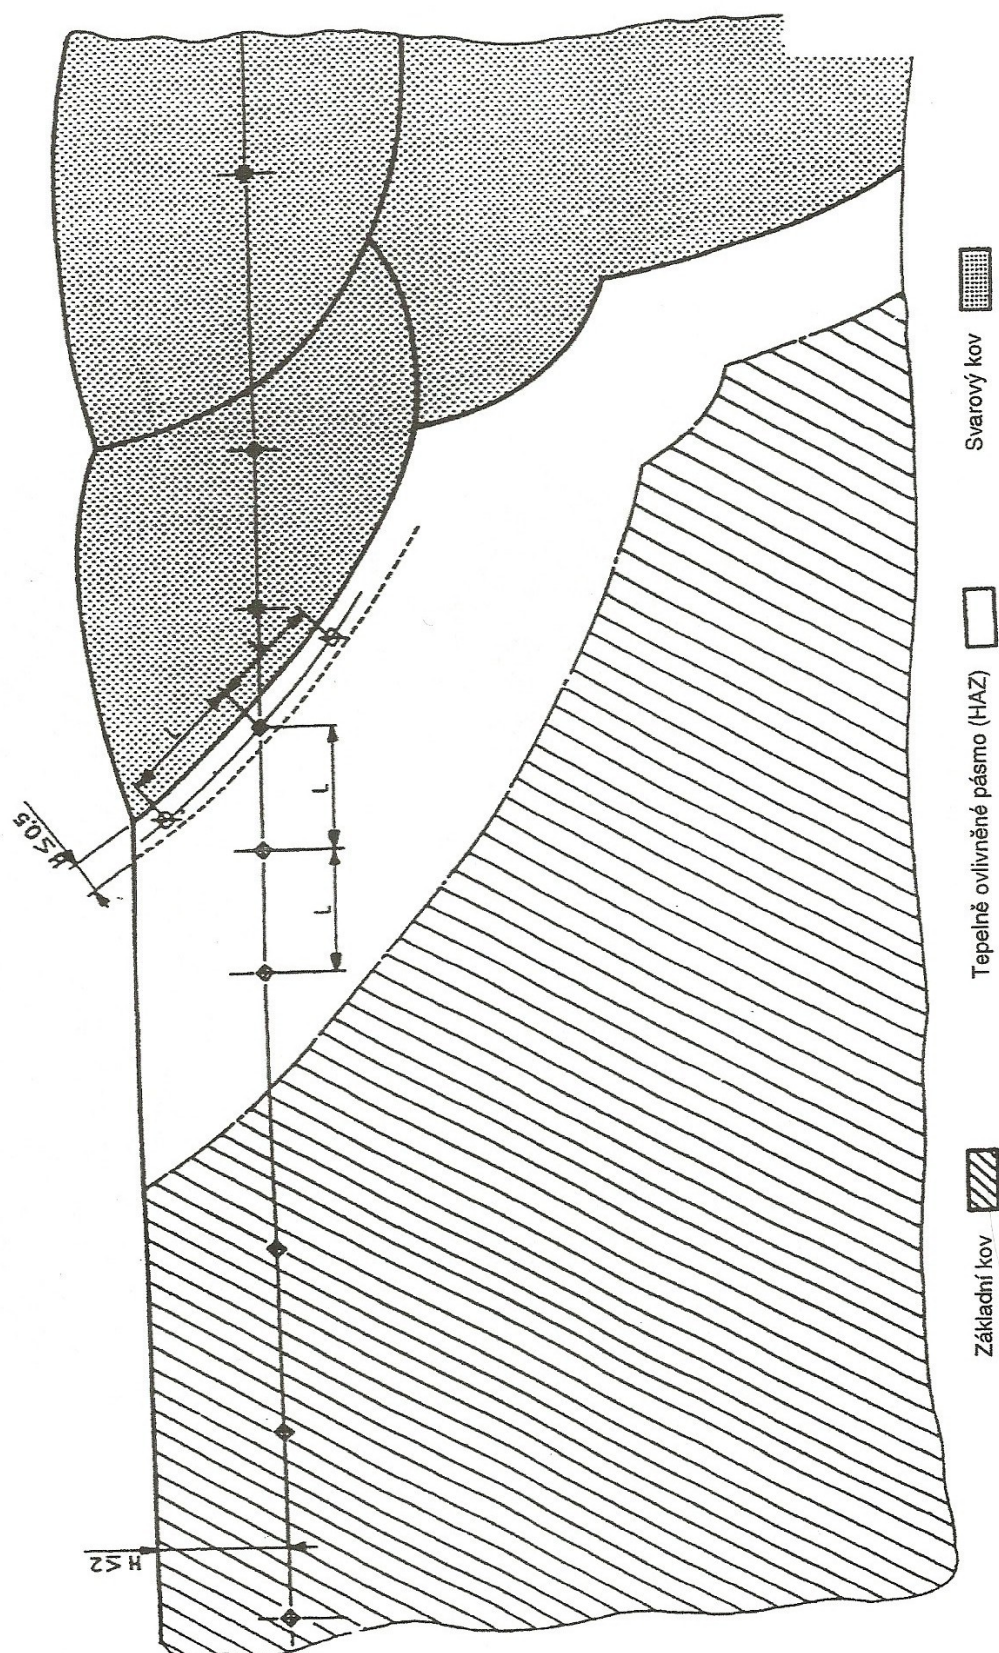 H≤0,5
L
L
L
L
H≤2
Základní kov
Tepelně ovlivněné pásmo (HAZ)
Svarový kov